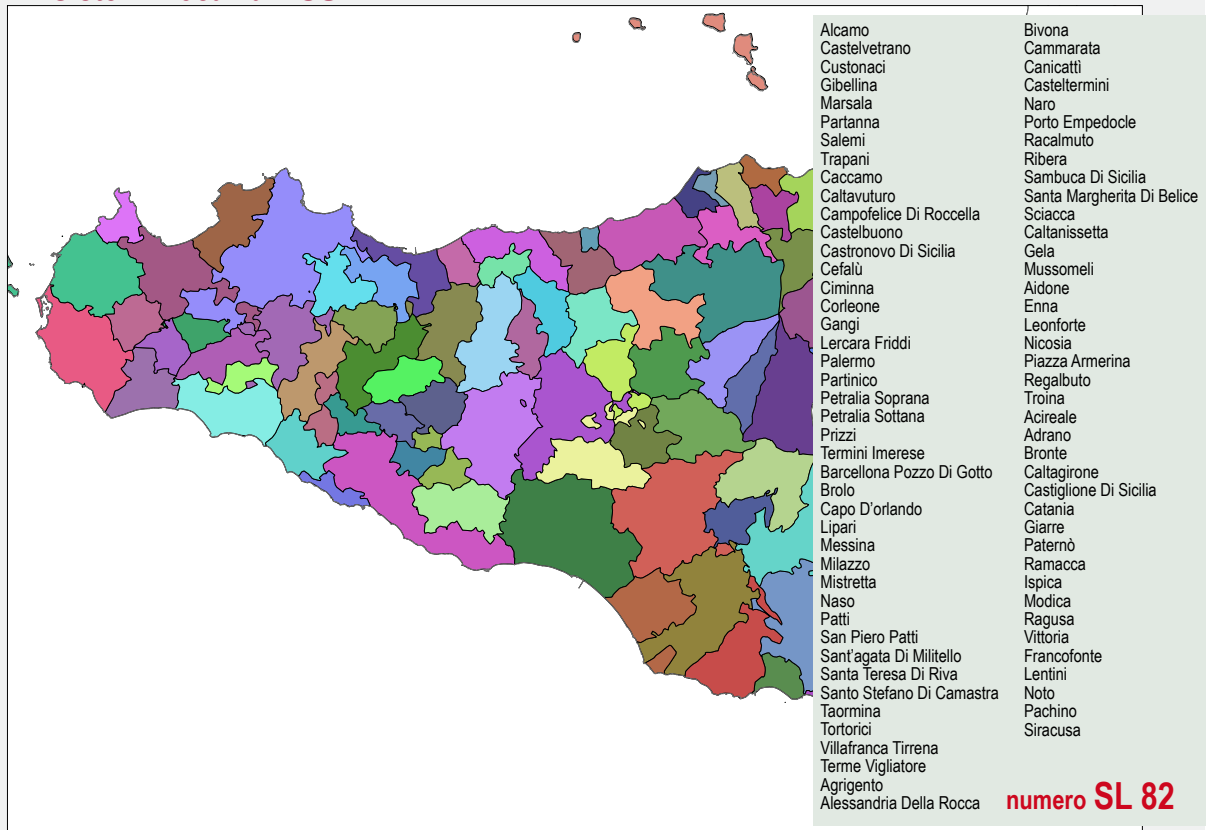 Alcamo
Castelvetrano
Custonaci
Gibellina
Marsala
Partanna
Salemi
Trapani
Caccamo
Caltavuturo
Campofelice Di Roccella
Castelbuono
Castronovo Di Sicilia
Cefalù
Ciminna
Corleone
Gangi
Lercara Friddi
Palermo
Partinico
Petralia Soprana
Petralia Sottana
Prizzi
Termini Imerese
Barcellona Pozzo Di Gotto
Brolo
Capo D'orlando
Lipari
Messina
Milazzo
Mistretta
Naso
Patti
San Piero Patti
Sant'agata Di Militello
Santa Teresa Di Riva
Santo Stefano Di Camastra
Taormina
Tortorici
Villafranca Tirrena
Terme Vigliatore
Agrigento
Alessandria Della Rocca
Bivona
Cammarata
Canicattì
Casteltermini
Naro
Porto Empedocle
Racalmuto
Ribera
Sambuca Di Sicilia
Santa Margherita Di Belice
Sciacca
Caltanissetta
Gela
Mussomeli
Aidone
Enna
Leonforte
Nicosia
Piazza Armerina
Regalbuto
Troina
Acireale
Adrano
Bronte
Caltagirone
Castiglione Di Sicilia
Catania
Giarre
Paternò
Ramacca
Ispica
Modica
Ragusa
Vittoria
Francofonte
Lentini
Noto
Pachino
Siracusa
numero SL 82